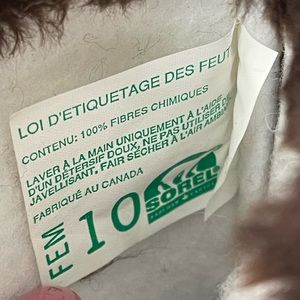 LOI D'ETIQUETAGE DES FEUT
CONTENU: 100% FIBRES CHIMIQUES
LAVER À LA MAIN UNIQUEMENT À L'AIDE
D'UN DÉTERSIF DOUX, NE PAS UTILISER DE
JAVELLISANT. FAIR SÉCHER À L'AIR AMB
FABRIQUÉ AU CANADA
FEM 10
SOREL